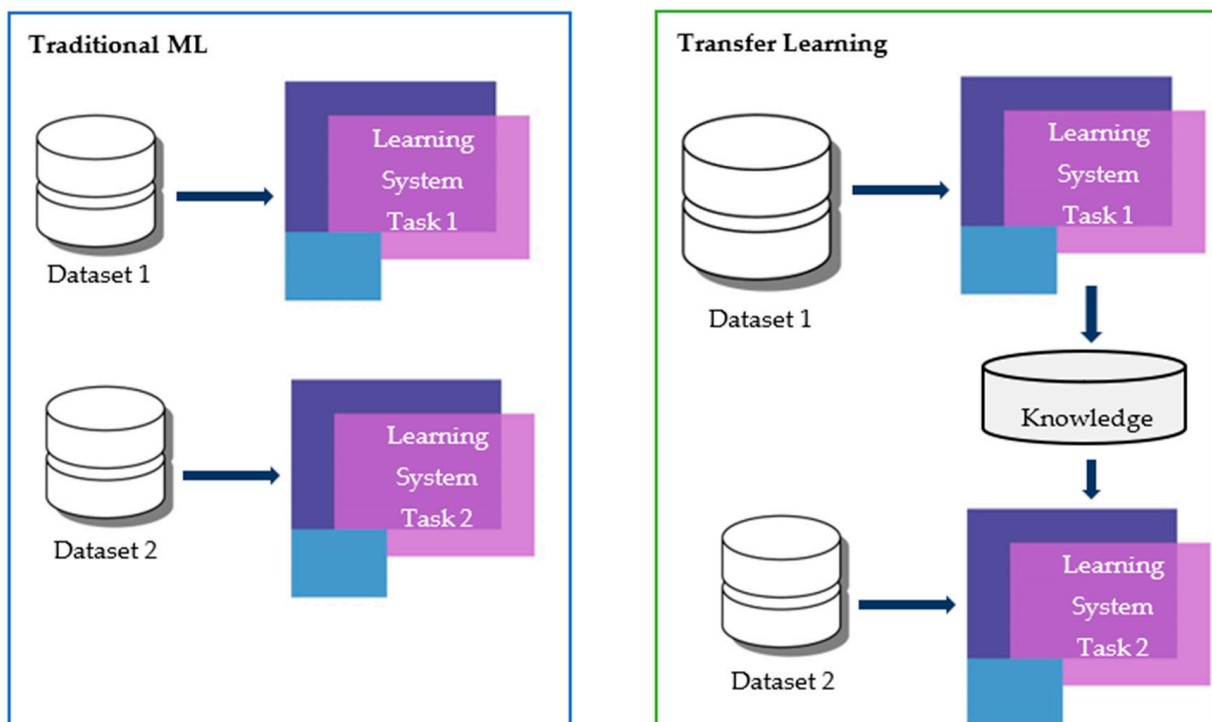 Traditional ML
Learning
System
Task 1
Dataset 1
Learning
System
Task 2
Dataset 2
Transfer Learning
Learning
System
Task 1
Dataset 1
Knowledge
Learning
System
Task 2
Dataset 2